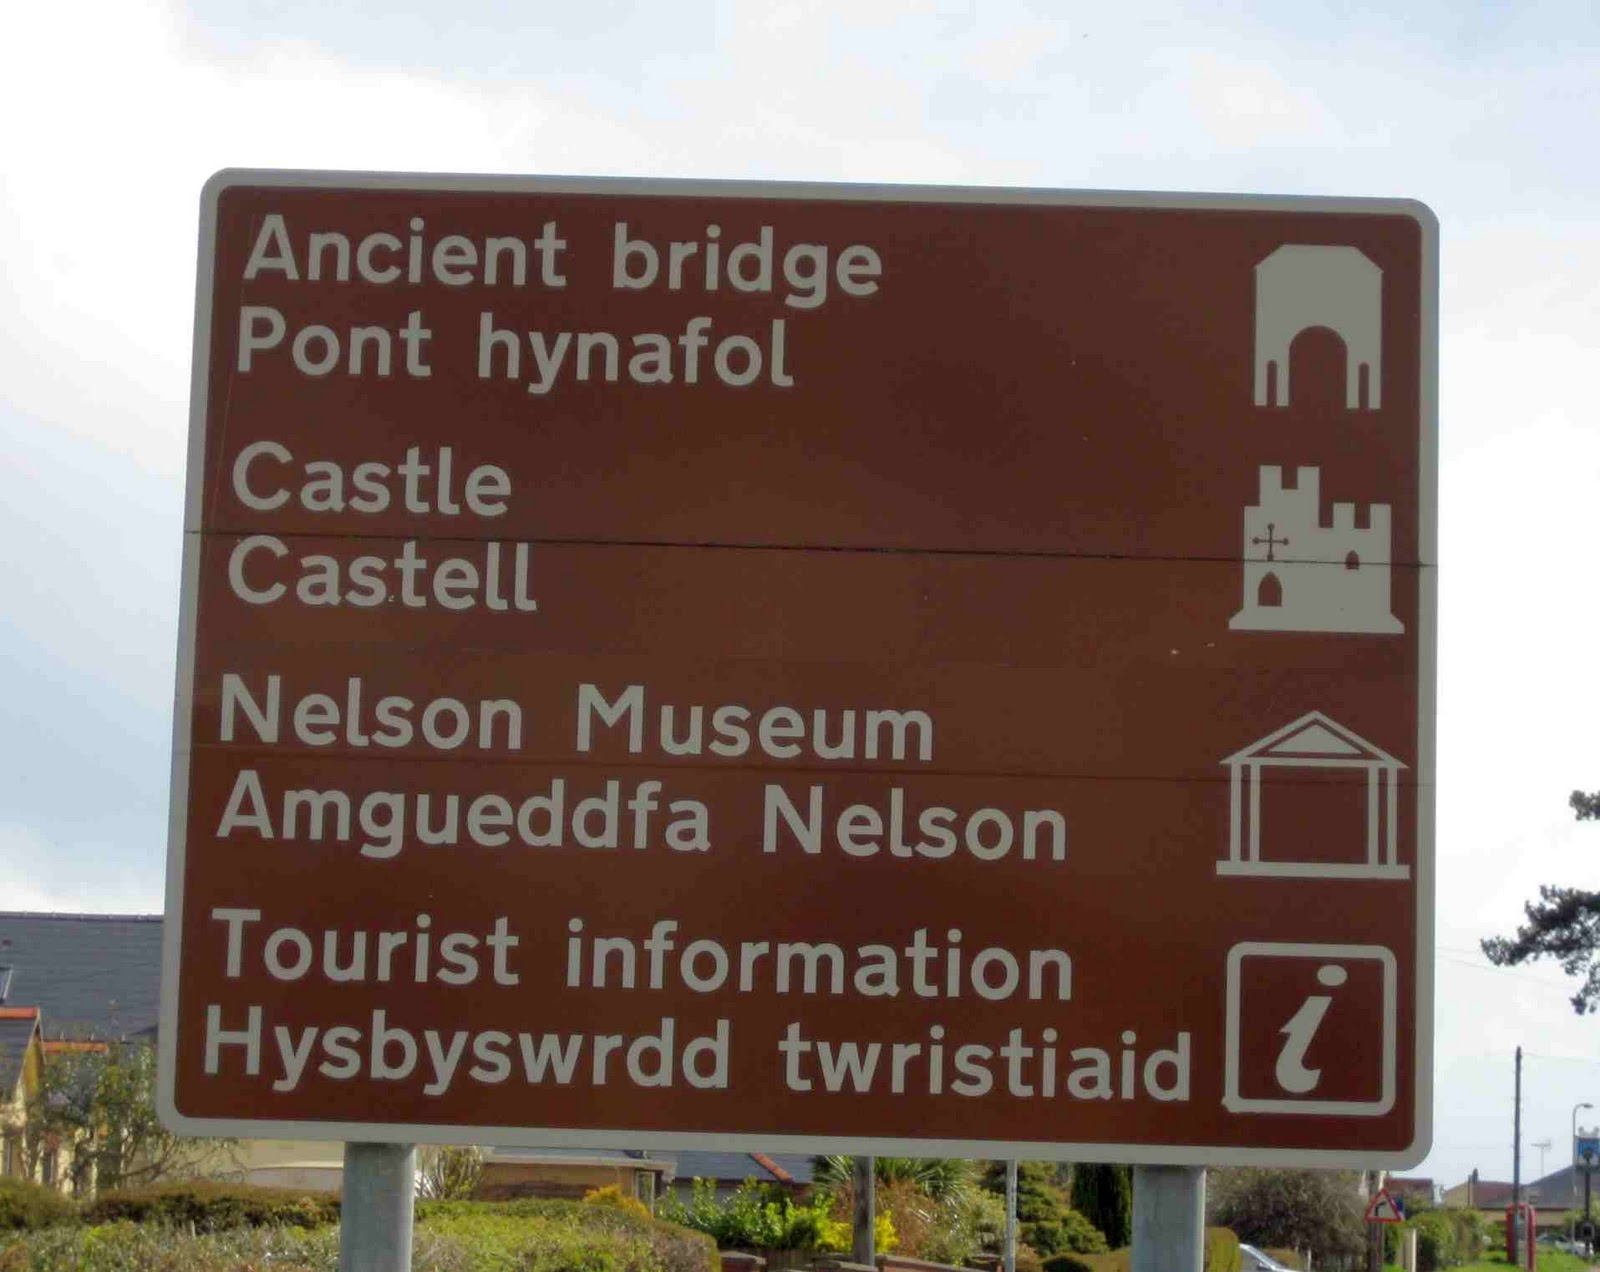 Ancient bridge
Pont hynafol
Castle
Castell
Nelson Museum
Amgueddfa Nelson
Tourist information
Hysbyswrdd twristiaid
i